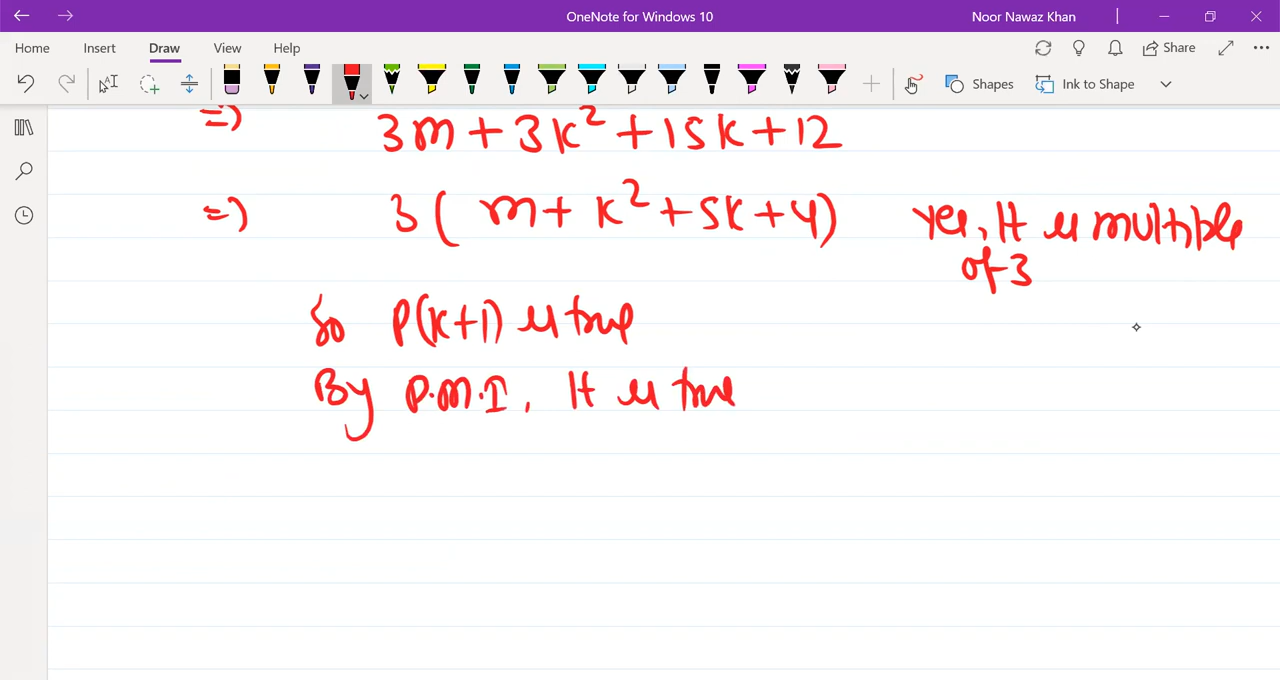 OneNote for Windows 10
Noor Nawaz Khan
Home Insert Draw View Help
Share
Shapes
Ink to Shape
=> 3m + 3k² + 15k + 12
=> 3 ( m + k² + 5k + 4) Yes, It is multiple
of 3
So P(k+1) is true
By P.M.I, It is true